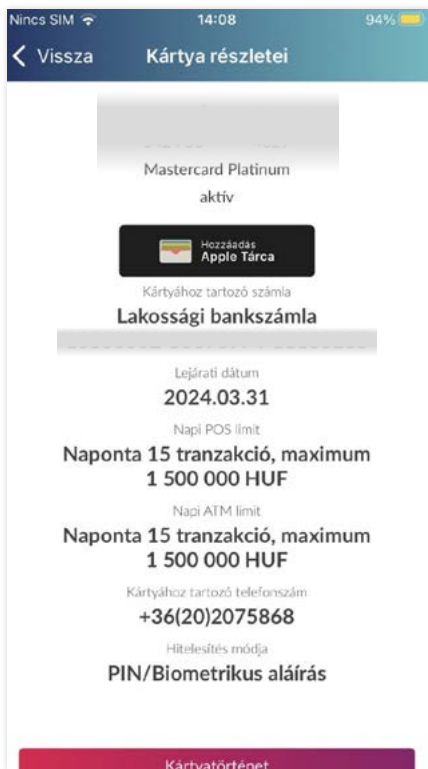 Nincs SIM 14:08 94%
Vissza Kártya részletei
Mastercard Platinum
aktív
Hozzáadás
Apple Tárca
Kártyához tartozó számla
Lakossági bankszámla
Lejárati dátum
2024.03.31
Napi POS limit
Naponta 15 tranzakció, maximum
1 500 000 HUF
Napi ATM limit
Naponta 15 tranzakció, maximum
1 500 000 HUF
Kártyához tartozó telefonszám
+36(20)2075868
Hitelesítés módja
PIN/Biometrikus aláírás
Kártyatörténet